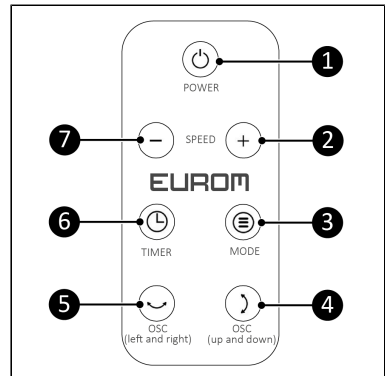 1
POWER
7
SPEED
2
EUROM
6
3
TIMER
MODE
5
4
OSC
(left and right)
OSC
(up and down)